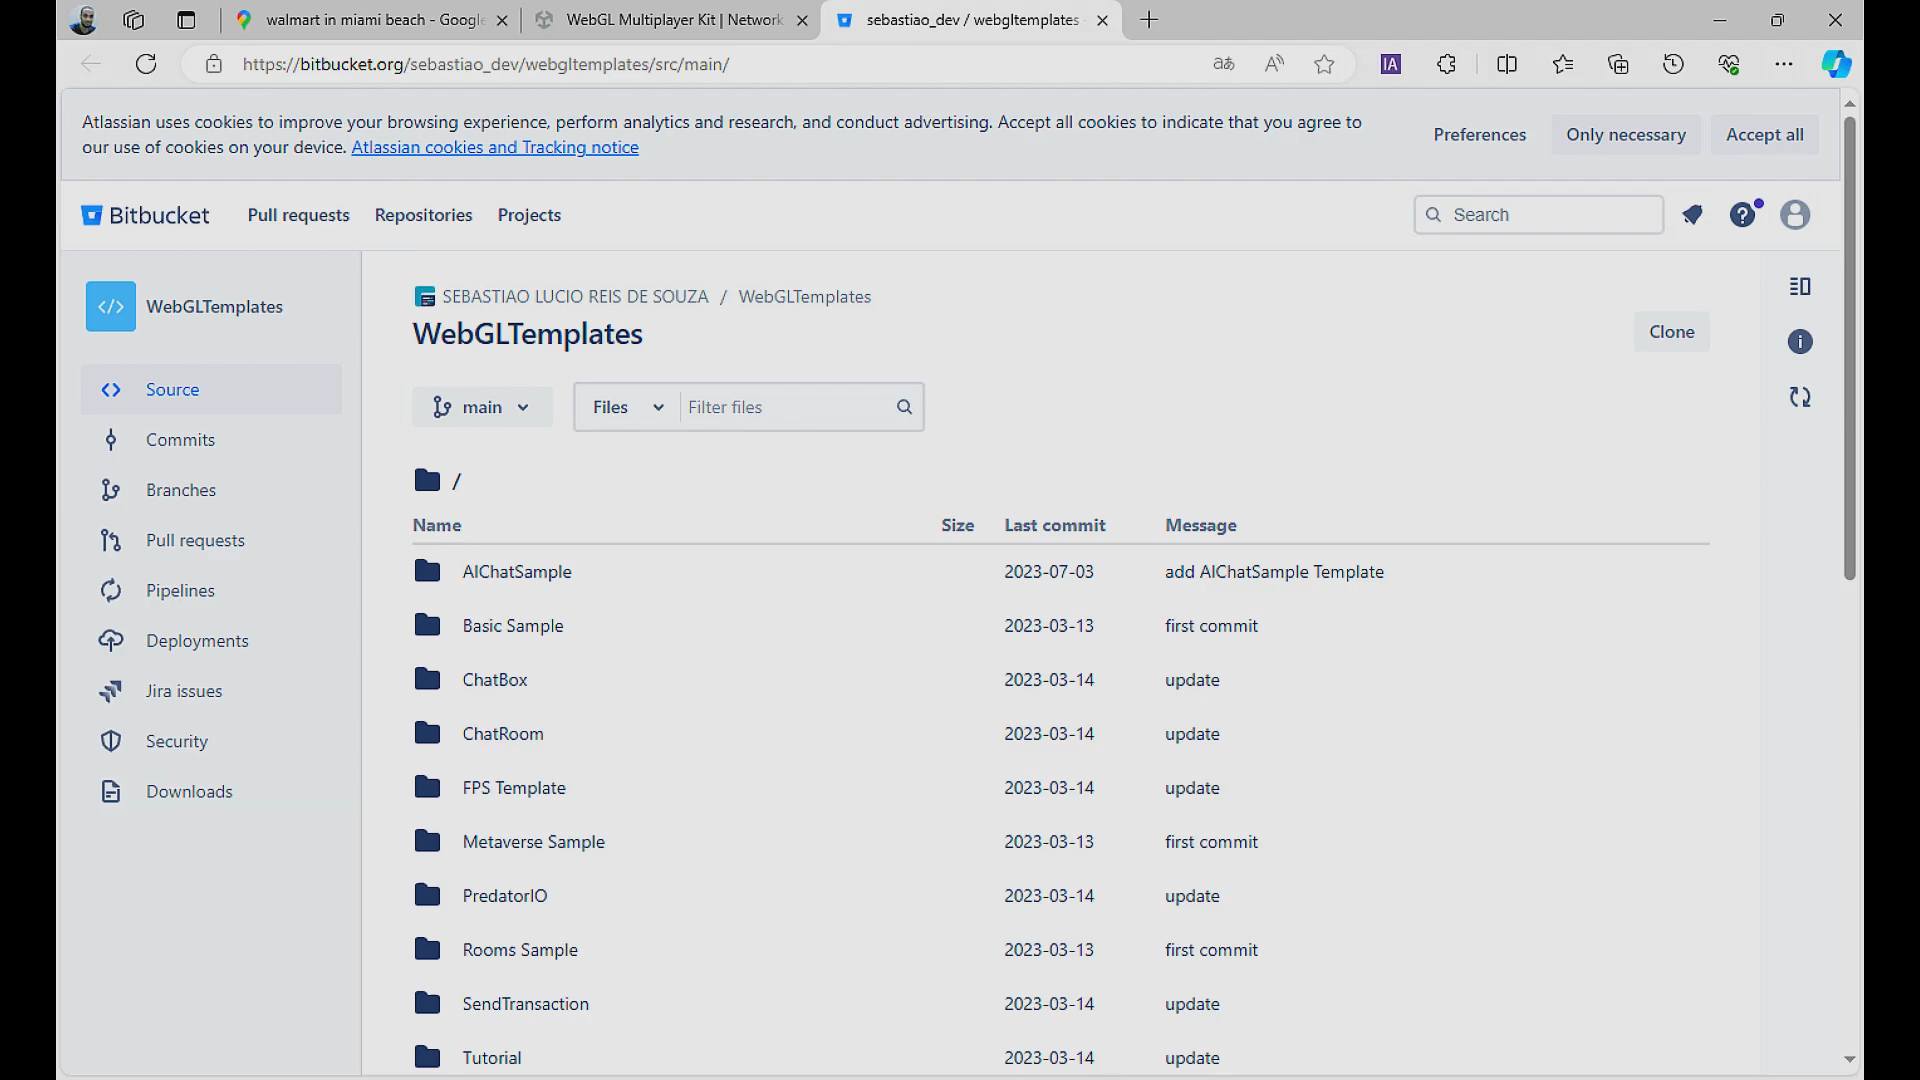 walmart in miami beach - Google
WebGL Multiplayer Kit | Network
sebastiao_dev / webgltemplates
https://bitbucket.org/sebastiao_dev/webgltemplates/src/main/
Atlassian uses cookies to improve your browsing experience, perform analytics and research, and conduct advertising. Accept all cookies to indicate that you agree to
our use of cookies on your device. Atlassian cookies and Tracking notice
Preferences
Only necessary
Accept all
Bitbucket
Pull requests
Repositories
Projects
Search
WebGLTemplates
Source
Commits
Branches
Pull requests
Pipelines
Deployments
Jira issues
Security
Downloads
SEBASTIAO LUCIO REIS DE SOUZA / WebGLTemplates
WebGLTemplates
Clone
main
Files
Filter files
/
Name Size Last commit Message
AIChatSample 2023-07-03 add AIChatSample Template
Basic Sample 2023-03-13 first commit
ChatBox 2023-03-14 update
ChatRoom 2023-03-14 update
FPS Template 2023-03-14 update
Metaverse Sample 2023-03-13 first commit
PredatorIO 2023-03-14 update
Rooms Sample 2023-03-13 first commit
SendTransaction 2023-03-14 update
Tutorial 2023-03-14 update
IA
aあ